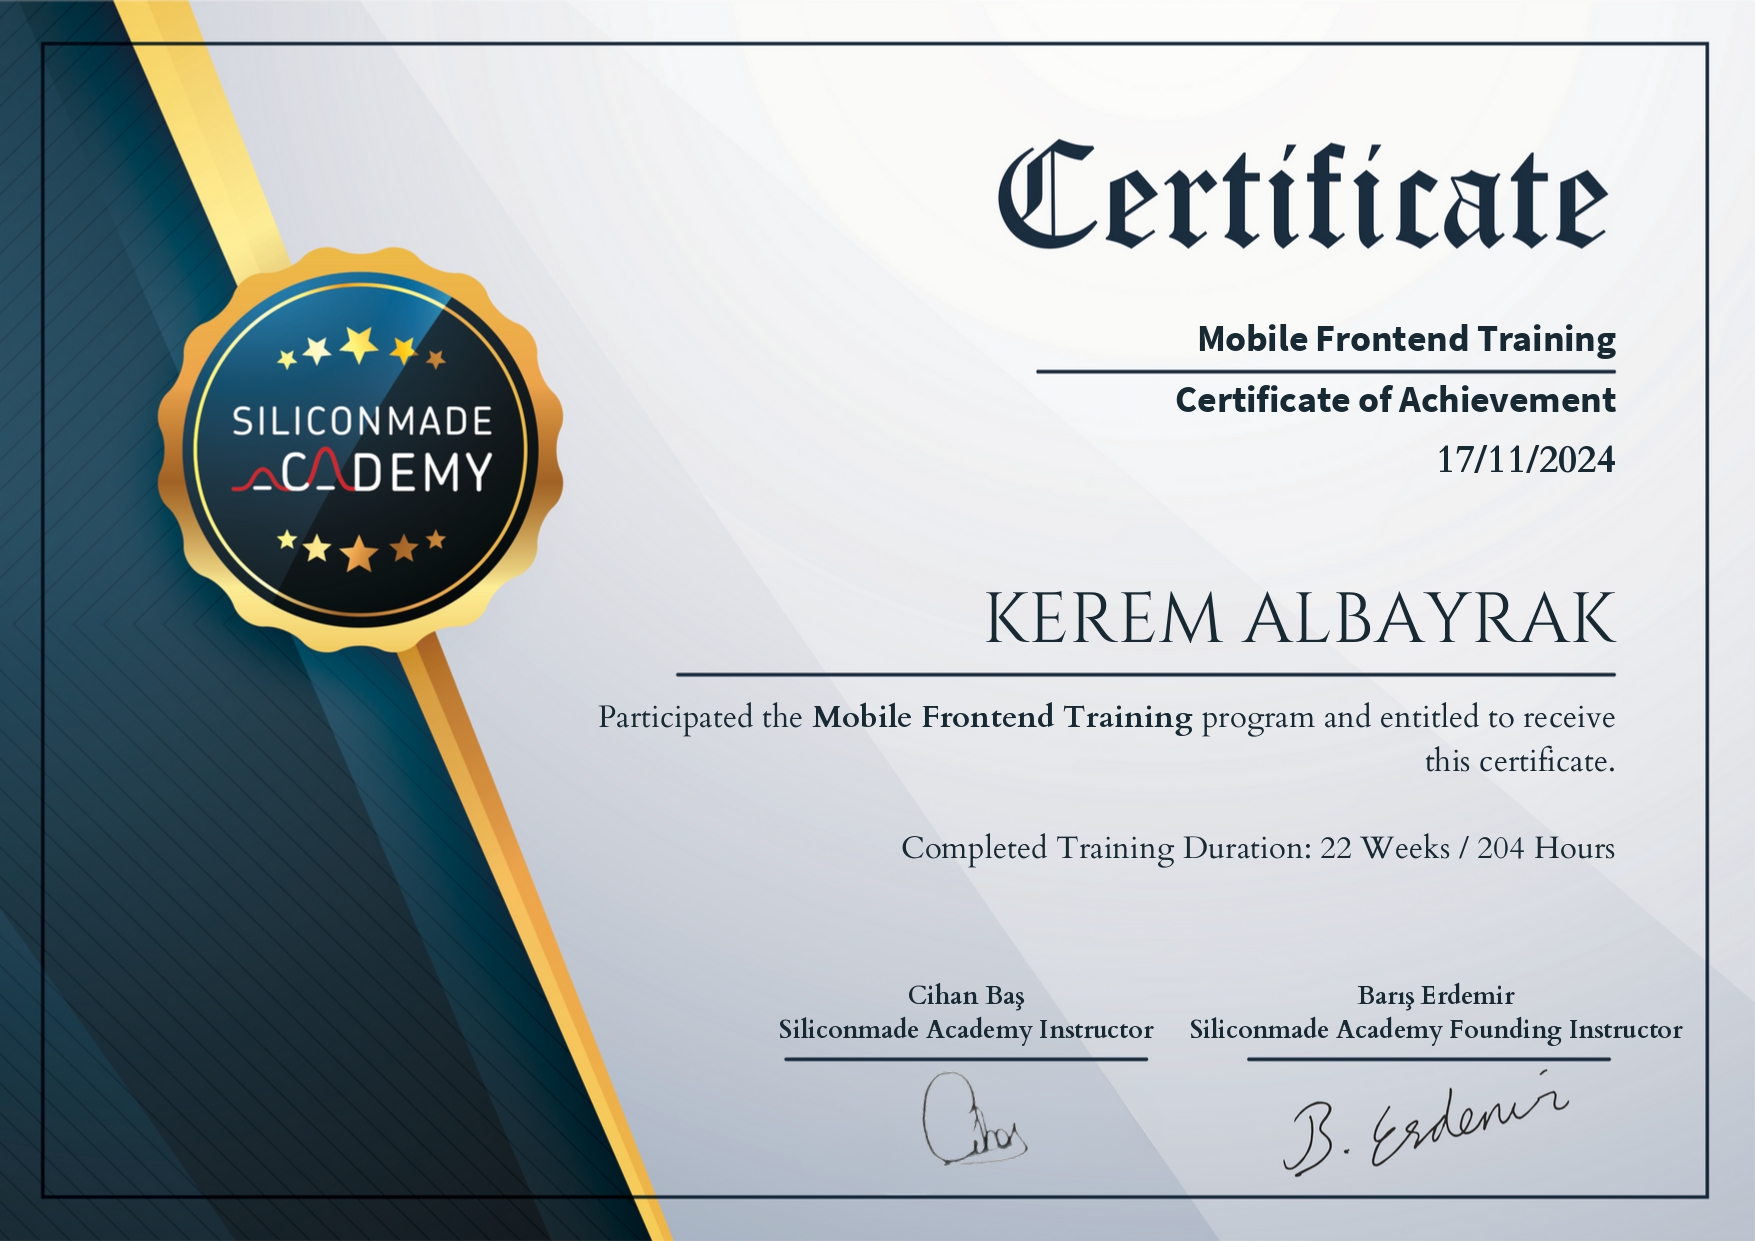 Certificate
Mobile Frontend Training
Certificate of Achievement
17/11/2024
SILICONMADE
ACADEMY
KEREM ALBAYRAK
Participated the Mobile Frontend Training program and entitled to receive
this certificate.
Completed Training Duration: 22 Weeks / 204 Hours
Cihan Baş
Siliconmade Academy Instructor
Barış Erdemir
Siliconmade Academy Founding Instructor
Cihan
B. Erdemir